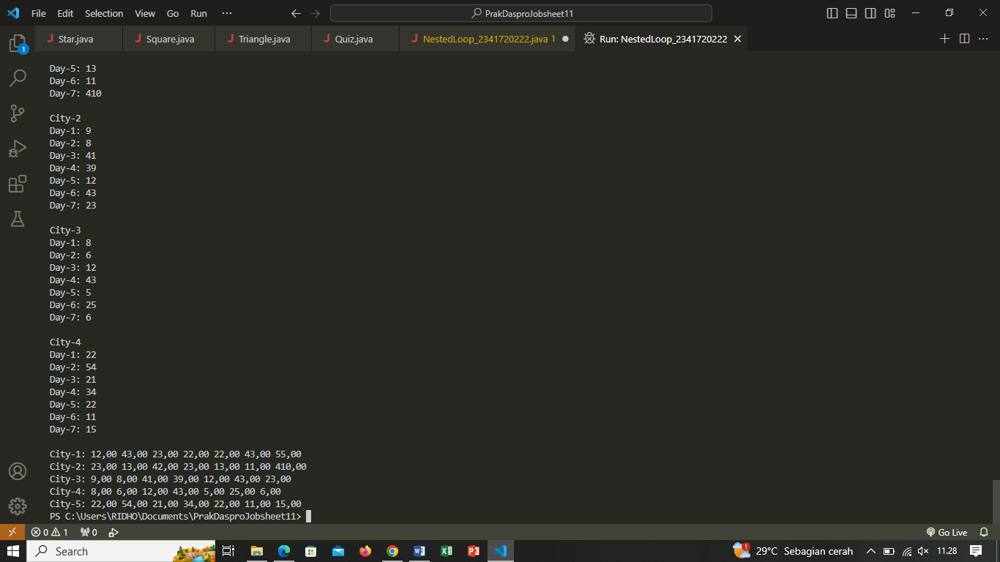 File Edit Selection View Go Run ··· PrakDasproJobsheet11
Star.java Square.java Triangle.java Quiz.java NestedLoop_2341720222.java 1 Run: NestedLoop_2341720222
1
Day-5: 13
Day-6: 11
Day-7: 410
City-2
Day-1: 9
Day-2: 8
Day-3: 41
Day-4: 39
Day-5: 12
Day-6: 43
Day-7: 23
City-3
Day-1: 8
Day-2: 6
Day-3: 12
Day-4: 43
Day-5: 5
Day-6: 25
Day-7: 6
City-4
Day-1: 22
Day-2: 54
Day-3: 21
Day-4: 34
Day-5: 22
Day-6: 11
Day-7: 15
City-1: 12,00 43,00 23,00 22,00 22,00 43,00 55,00
City-2: 23,00 13,00 42,00 23,00 13,00 11,00 410,00
City-3: 9,00 8,00 41,00 39,00 12,00 43,00 23,00
City-4: 8,00 6,00 12,00 43,00 5,00 25,00 6,00
City-5: 22,00 54,00 21,00 34,00 22,00 11,00 15,00
PS C:\Users\RIDHO\Documents\PrakDasproJobsheet11>
0 1 0 Go Live
Search 1 29°C Sebagian cerah 11.28